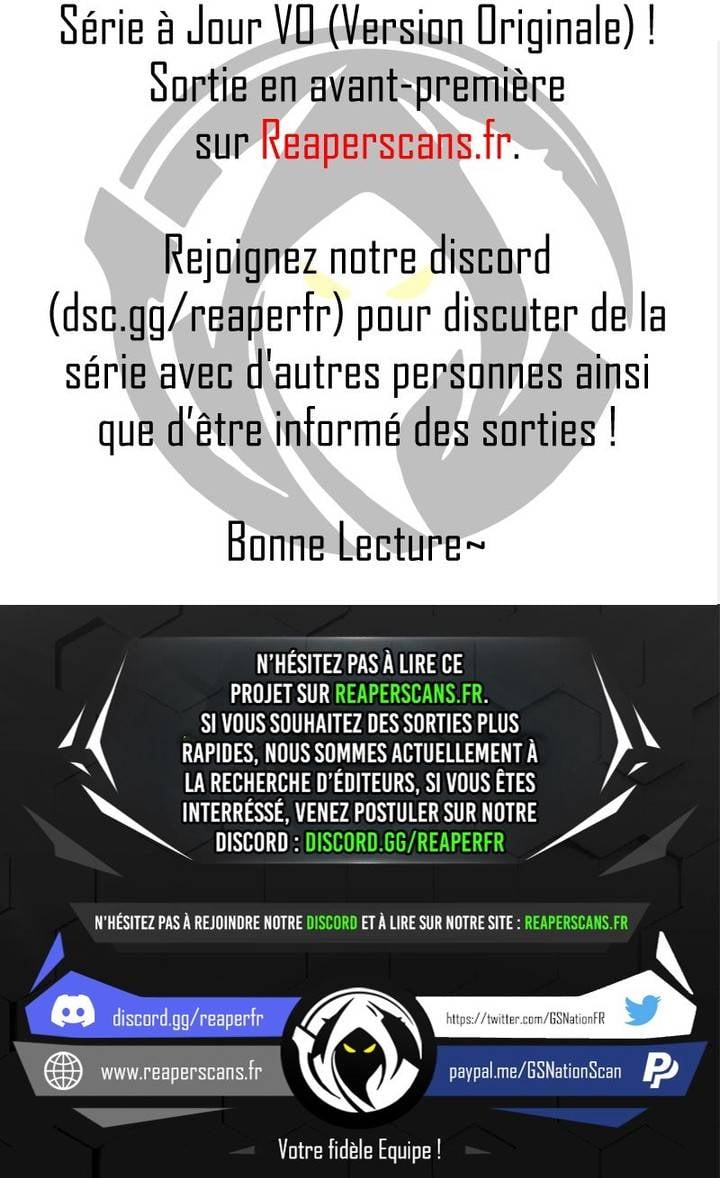 Série à Jour VO (Version Originale) !
Sortie en avant-première
sur Reaperscans.fr.
Rejoignez notre discord
(dsc.gg/reaperfr) pour discuter de la
série avec d'autres personnes ainsi
que d'être informé des sorties !
Bonne Lecture~
N'HÉSITEZ PAS À LIRE CE
PROJET SUR REAPERSCANS.FR.
SI VOUS SOUHAITEZ DES SORTIES PLUS
RAPIDES, NOUS SOMMES ACTUELLEMENT À
LA RECHERCHE D'ÉDITEURS, SI VOUS ÊTES
INTERRÉSSÉ, VENEZ POSTULER SUR NOTRE
DISCORD : DISCORD.GG/REAPERFR
N'HÉSITEZ PAS À REJOINDRE NOTRE DISCORD ET À LIRE SUR NOTRE SITE : REAPERSCANS.FR
discord.gg/reaperfr
https://twitter.com/GSNationFR
www.reaperscans.fr
paypal.me/GSNationScan
Votre fidèle Equipe !